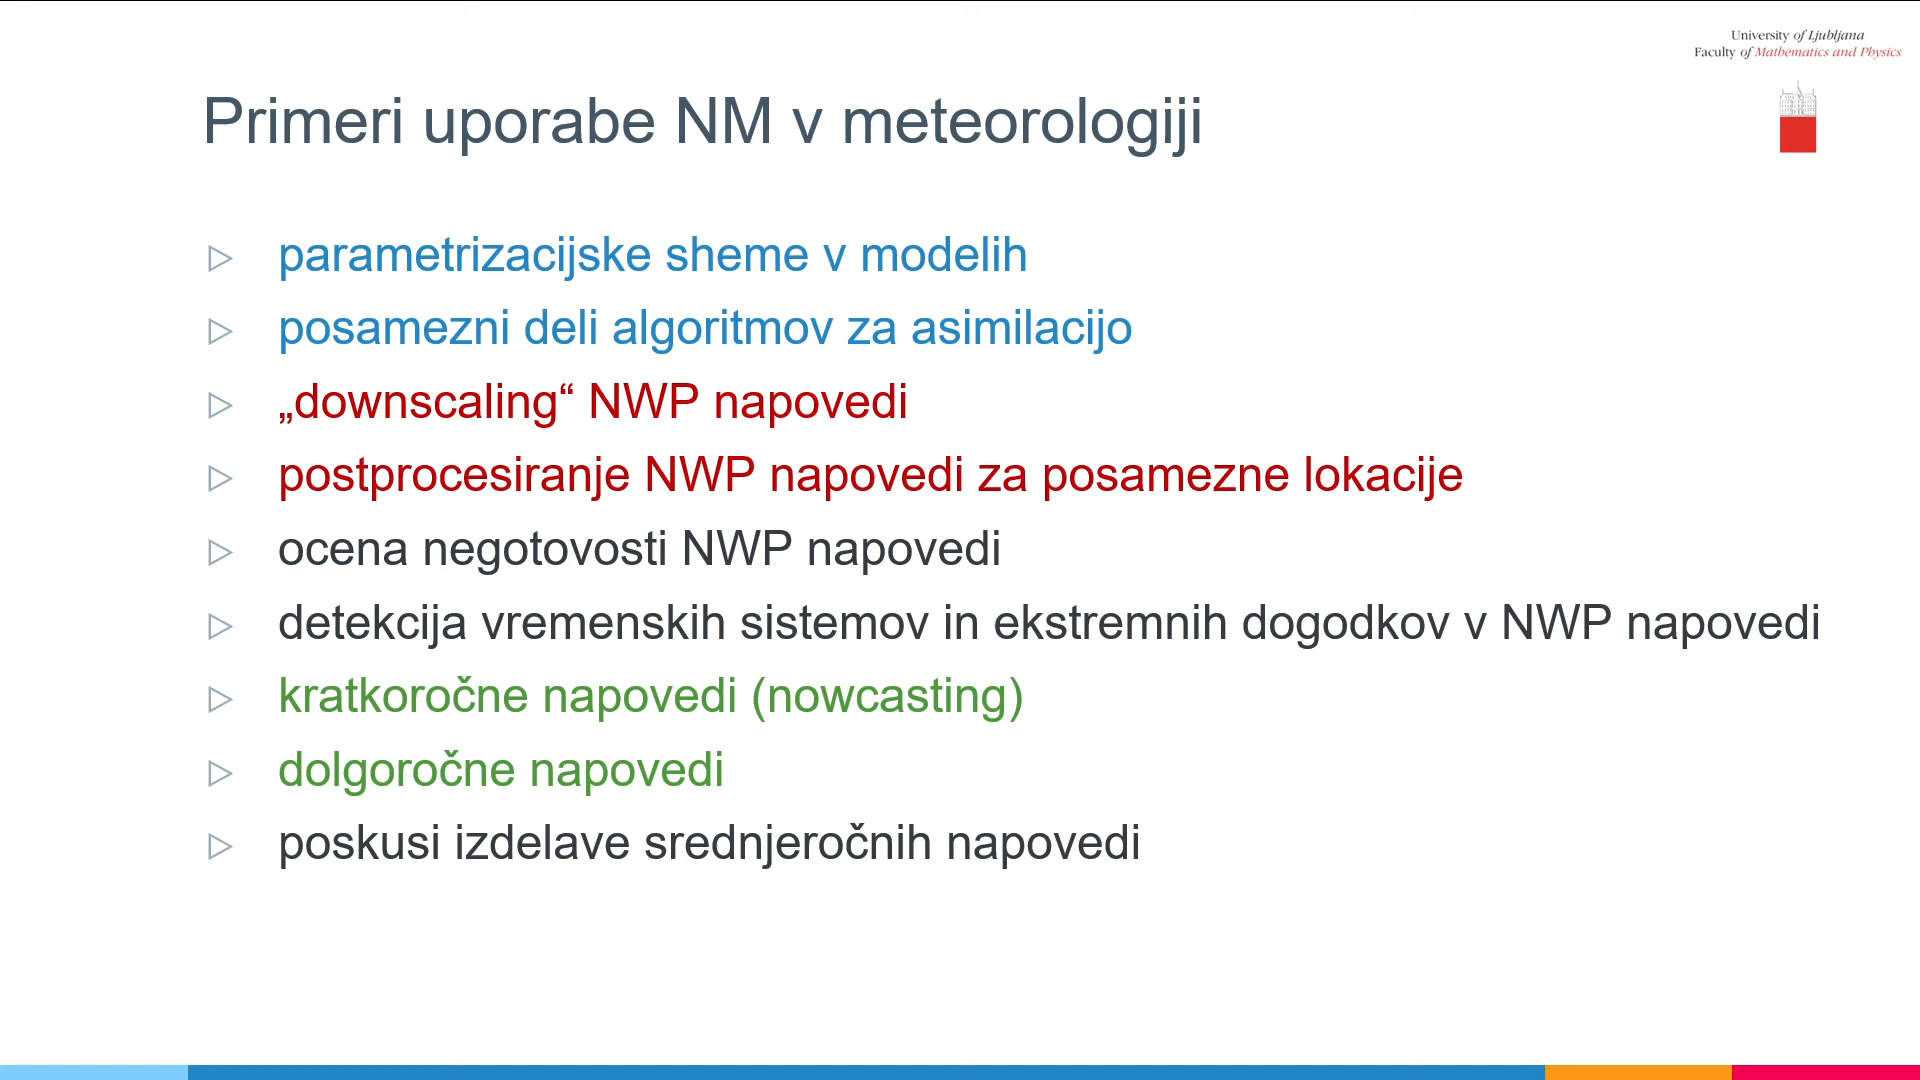 University of Ljubljana
Faculty of Mathematics and Physics
Primeri uporabe NM v meteorologiji
parametrizacijske sheme v modelih
posamezni deli algoritmov za asimilacijo
„downscaling“ NWP napovedi
postprocesiranje NWP napovedi za posamezne lokacije
ocena negotovosti NWP napovedi
detekcija vremenskih sistemov in ekstremnih dogodkov v NWP napovedi
kratkoročne napovedi (nowcasting)
dolgoročne napovedi
poskusi izdelave srednjeročnih napovedi